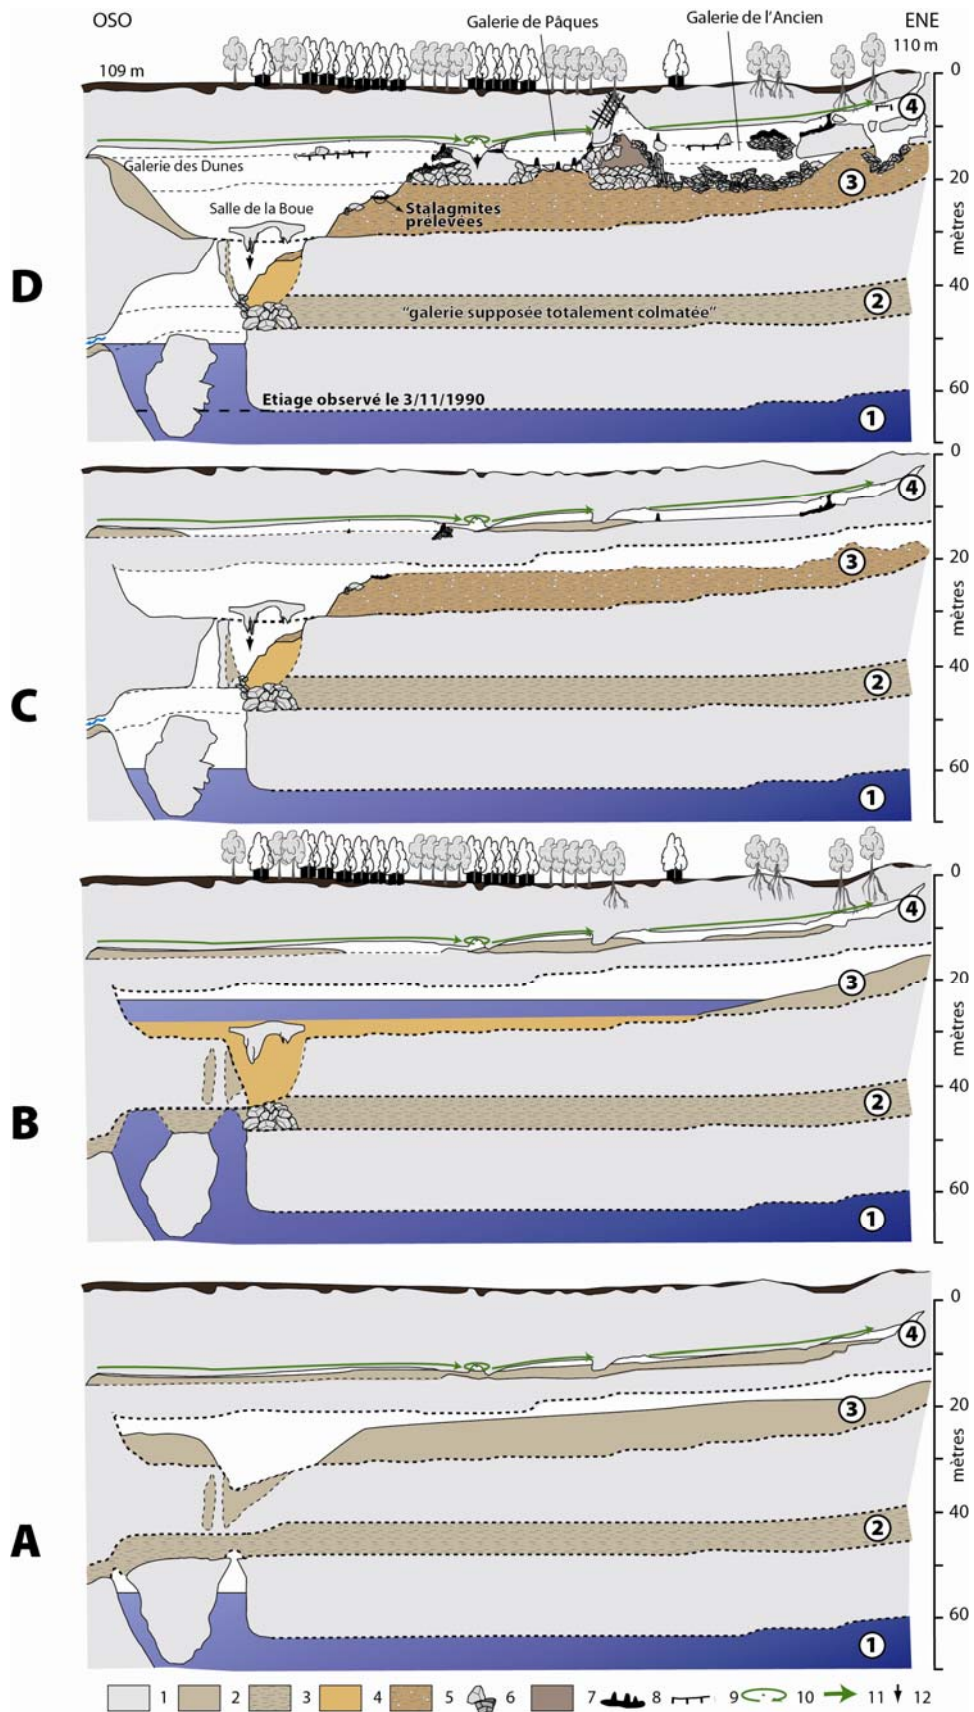 OSO
Galerie de Pâques
Galerie de l'Ancien
ENE
109 m
110 m
0
4
Galerie des Dunes
3
20
Salle de la Boue
Stalagmites
prélevées
mètres
D
40
2
"galerie supposée totalement colmatée"
60
Etiage observé le 3/11/1990
1
0
4
20
3
mètres
40
2
C
60
1
0
4
20
3
mètres
40
2
B
60
1
0
4
20
3
mètres
40
2
A
60
1
1 2 3 4 5 6 7 8 9 10 11 12